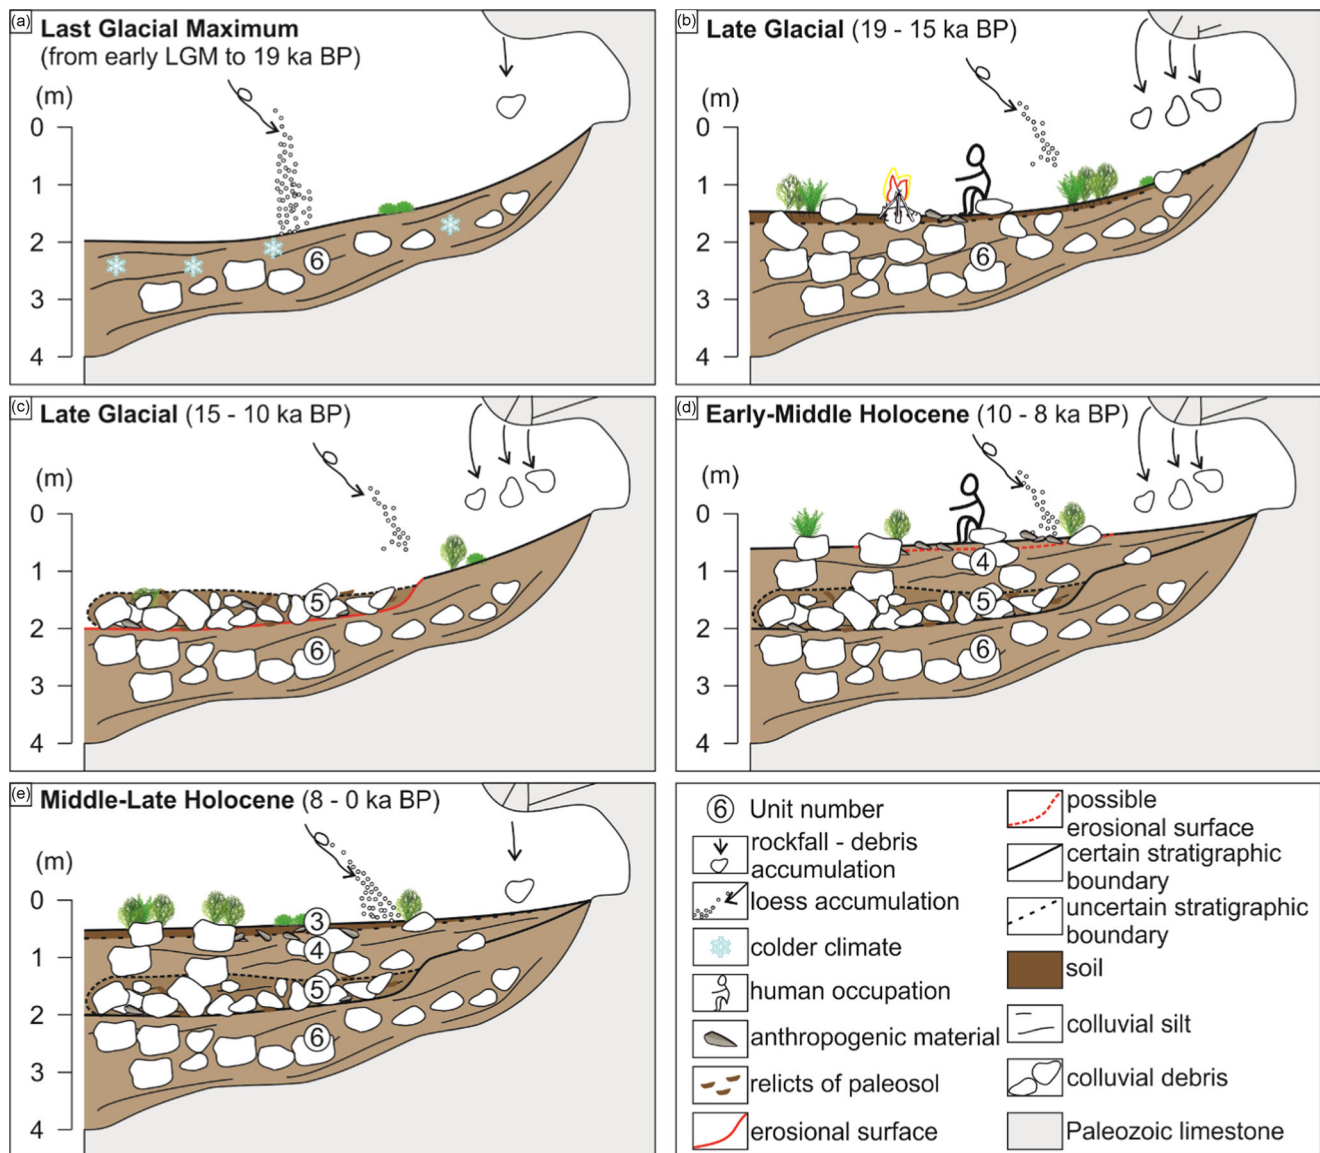 (a) Last Glacial Maximum
(from early LGM to 19 ka BP)
(m)
0
1
2
3
4
6
(b) Late Glacial (19 - 15 ka BP)
(m)
0
1
2
3
4
6
(c) Late Glacial (15 - 10 ka BP)
(m)
0
1
2
3
4
5
6
(d) Early-Middle Holocene (10 - 8 ka BP)
(m)
0
1
2
3
4
4
5
6
(e) Middle-Late Holocene (8 - 0 ka BP)
(m)
0
1
2
3
4
3
4
5
6
6 Unit number
rockfall - debris
accumulation
loess accumulation
colder climate
human occupation
anthropogenic material
relicts of paleosol
erosional surface
possible
erosional surface
certain stratigraphic
boundary
uncertain stratigraphic
boundary
soil
colluvial silt
colluvial debris
Paleozoic limestone